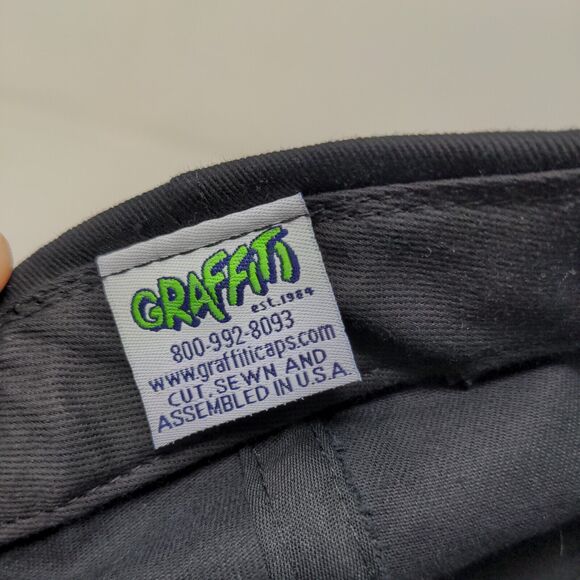 GRAFFITI
est.1984
800-992-8093
www.graffiticaps.com
CUT, SEWN AND
ASSEMBLED IN U.S.A.